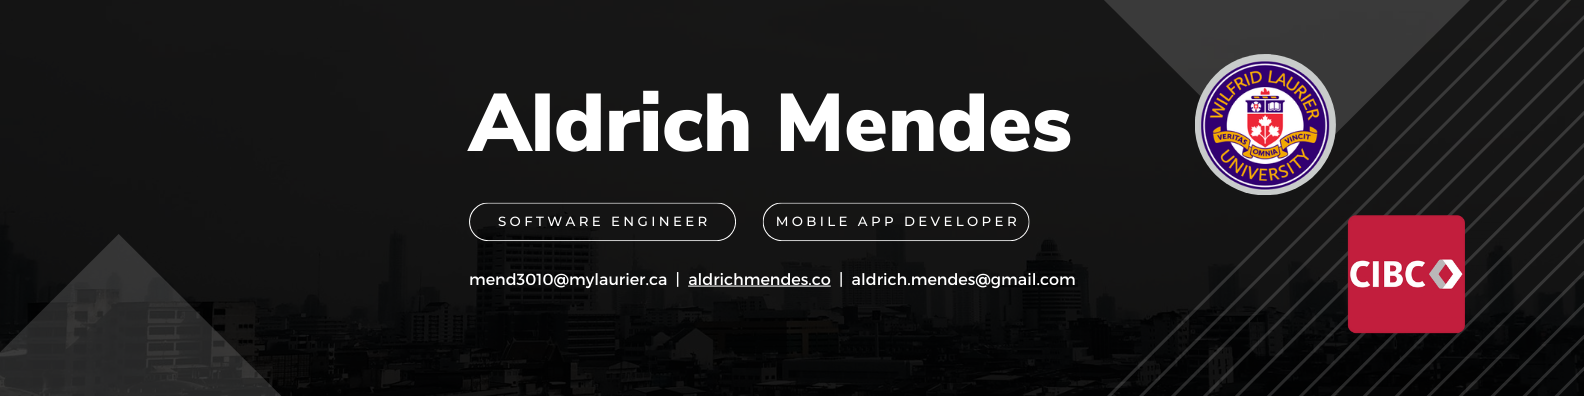 Aldrich Mendes
SOFTWARE ENGINEER
MOBILE APP DEVELOPER
mend3010@mylaurier.ca | aldrichmendes.co | aldrich.mendes@gmail.com
WILFRID LAURIER
VERITAS OMNIA VINCIT
UNIVERSITY
CIBC